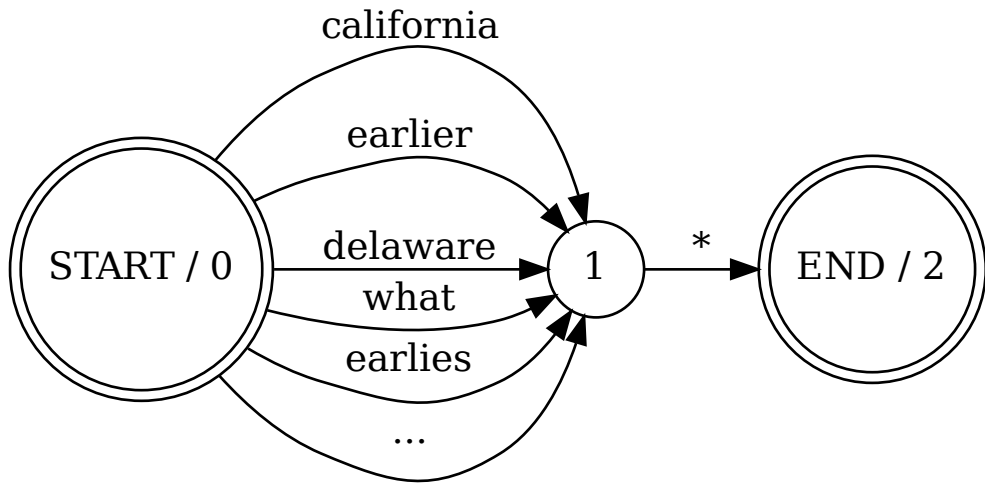 california
earlier
delaware
what
earlies
...
START / 0
1
*
END / 2